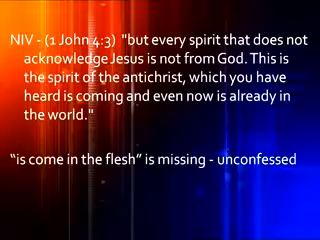 NIV - (1 John 4:3)  "but every spirit that does not
acknowledge Jesus is not from God. This is
the spirit of the antichrist, which you have
heard is coming and even now is already in
the world."
“is come in the flesh” is missing - unconfessed